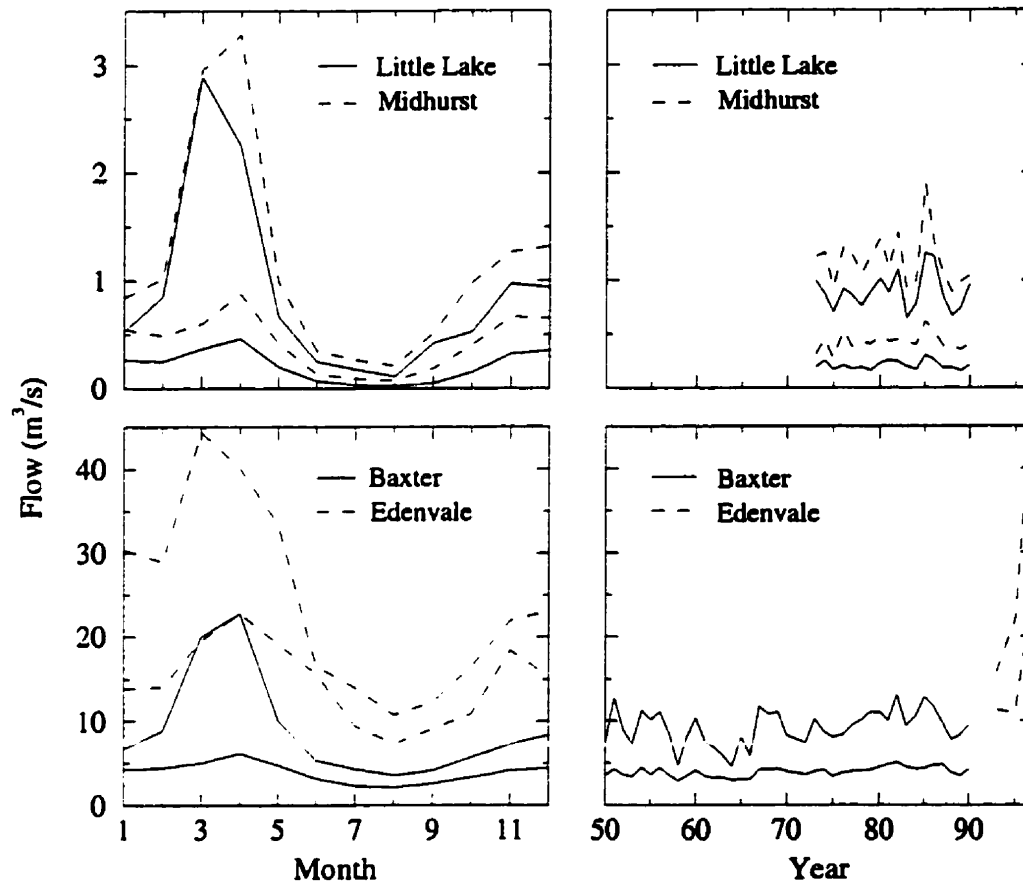 Flow (m³/s)
3
2
1
0
Little Lake
Midhurst
Little Lake
Midhurst
40
30
20
10
0
Baxter
Edenvale
Baxter
Edenvale
1 3 5 7 9 11
Month
50 60 70 80 90
Year